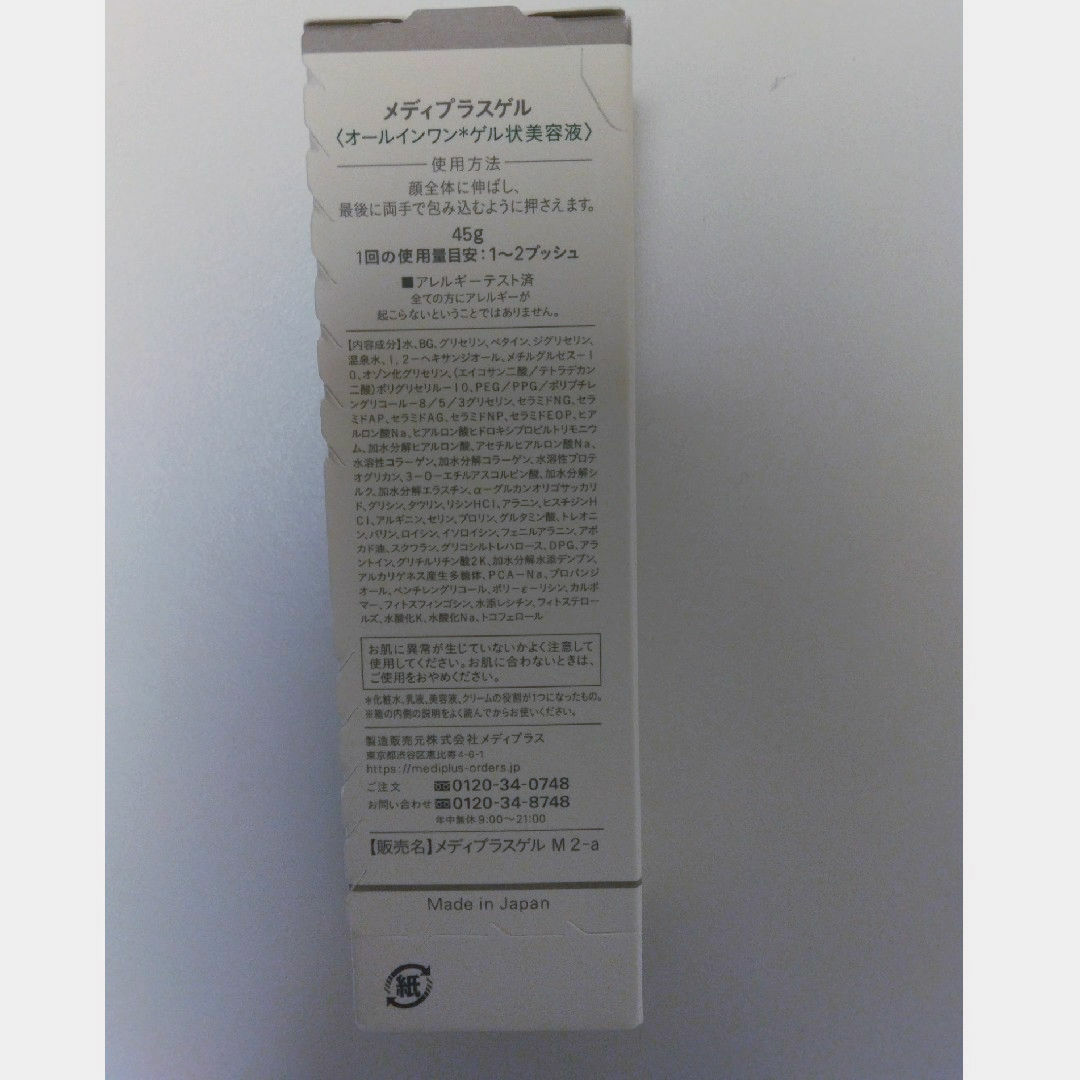 メディプラスゲル
〈オールインワン*ゲル状美容液〉
使用方法
顔全体に伸ばし、
最後に両手で包み込むように押さえます。
45g
1回の使用量目安：1〜2プッシュ
■アレルギーテスト済
全ての方にアレルギーが
起こらないということではありません。
【内容成分】水、BG、グリセリン、ベタイン、ジグリセリン、
温泉水、1，2－ヘキサンジオール、メチルグルセス－1
0、オゾン化グリセリン、（エイコサン二酸／テトラデカン
二酸）ポリグリセリル－10、PEG／PPG／ポリブチレ
ングリコール－8／5／3グリセリン、セラミドNG、セラ
ミドAP、セラミドAG、セラミドNP、セラミドEOP、ヒア
ルロン酸Na、ヒアルロン酸ヒドロキシプロピルトリモニウ
ム、加水分解ヒアルロン酸、アセチルヒアルロン酸Na、
水溶性コラーゲン、加水分解コラーゲン、水溶性プロテ
オグリカン、3－O－エチルアスコルビン酸、加水分解シ
ルク、加水分解エラスチン、α－グルカンオリゴサッカリ
ド、グリシン、タウリン、リシンHCl、アラニン、ヒスチジンH
Cl、アルギニン、セリン、プロリン、グルタミン酸、トレオニ
ン、バリン、ロイシン、イソロイシン、フェニルアラニン、アボ
カド油、スクワラン、グリコシルトレハロース、DPG、アラ
ントイン、グリチルリチン酸2K、加水分解水添デンプン、
アルカリゲネス産生多糖体、PCA－Na、プロパンジ
オール、ペンチレングリコール、ポリ－ε－リシン、カルボ
マー、フィトスフィンゴシン、水添レシチン、フィトステロー
ルズ、水酸化K、水酸化Na、トコフェロール
お肌に異常が生じていないかよく注意して
使用してください。お肌に合わないときは、
ご使用をおやめください。
*化粧水、乳液、美容液、クリームの役割が1つになったもの。
※箱の内側の説明をよく読んでからお使いください。
製造販売元株式会社メディプラス
東京都渋谷区恵比寿4-6-1
https://mediplus-orders.jp
ご注文 0120-34-0748
お問い合わせ 0120-34-8748
年中無休 9:00〜21:00
【販売名】メディプラスゲル M 2-a
Made in Japan
紙